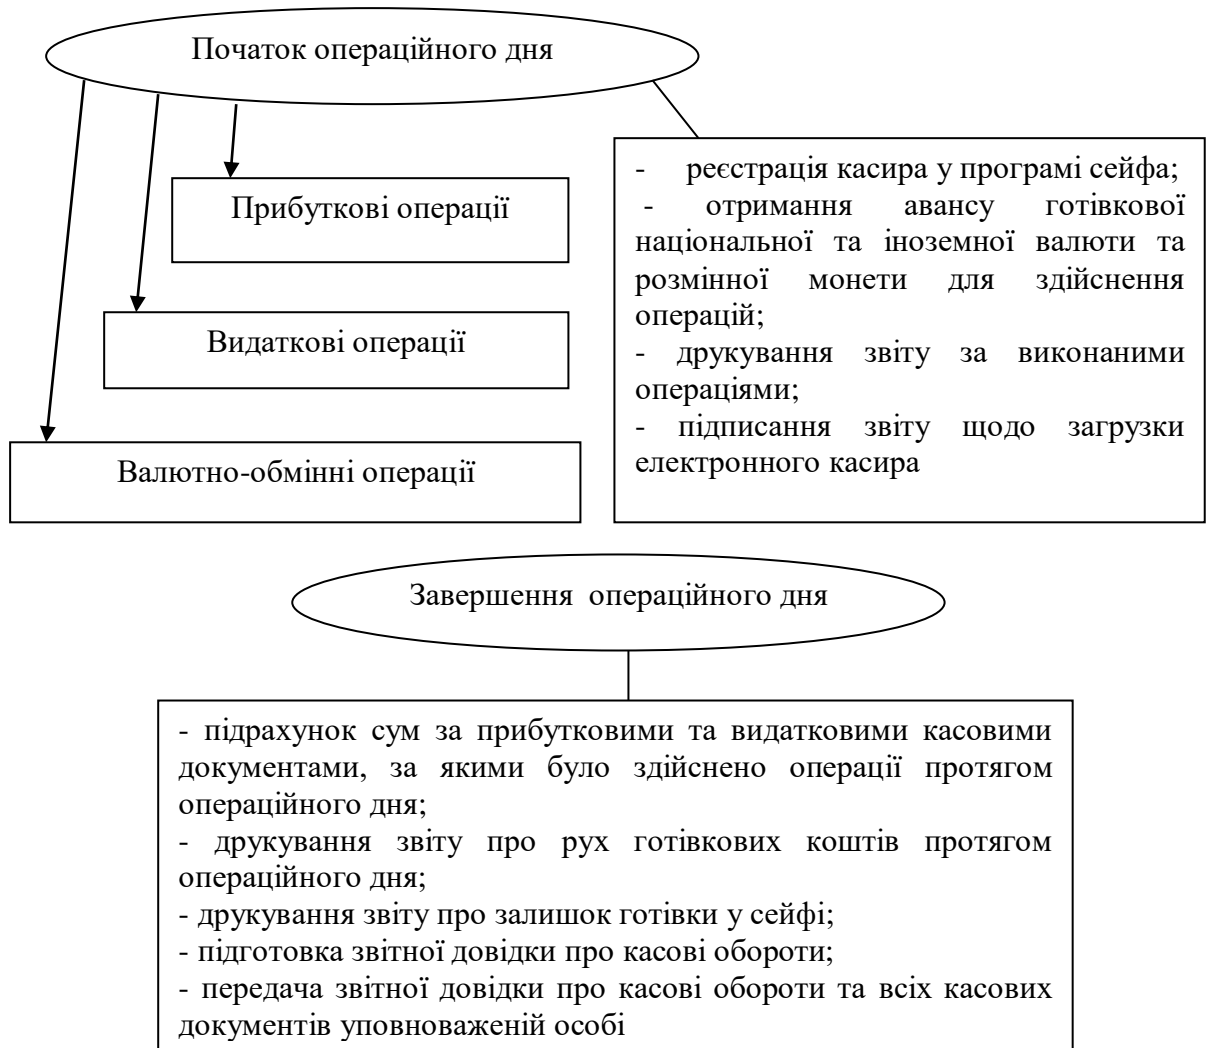 Початок операційного дня
Прибуткові операції
Видаткові операції
Валютно-обмінні операції
- реєстрація касира у програмі сейфа;
- отримання авансу готівкової
національної та іноземної валюти та
розмінної монети для здійснення
операцій;
- друкування звіту за виконаними
операціями;
- підписання звіту щодо загрузки
електронного касира
Завершення операційного дня
- підрахунок сум за прибутковими та видатковими касовими
документами, за якими було здійснено операції протягом
операційного дня;
- друкування звіту про рух готівкових коштів протягом
операційного дня;
- друкування звіту про залишок готівки у сейфі;
- підготовка звітної довідки про касові обороти;
- передача звітної довідки про касові обороти та всіх касових
документів уповноваженій особі